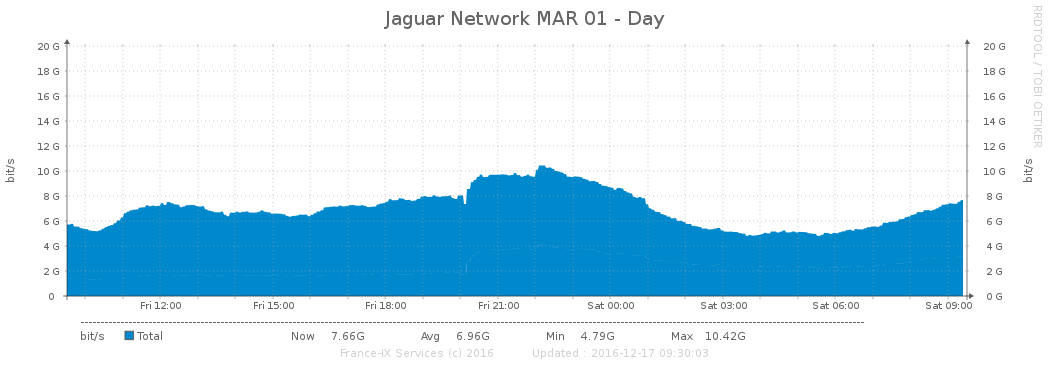 Jaguar Network MAR 01 - Day
RRDTOOL / TOBI OETIKER
bit/s
20 G 20 G
18 G 18 G
16 G 16 G
14 G 14 G
12 G 12 G
10 G 10 G
8 G 8 G
6 G 6 G
4 G 4 G
2 G 2 G
0 0 G
bit/s
Fri 12:00 Fri 15:00 Fri 18:00 Fri 21:00 Sat 00:00 Sat 03:00 Sat 06:00 Sat 09:00
bit/s Total Now 7.66G Avg 6.96G Min 4.79G Max 10.42G
France-IX Services (c) 2016 Updated : 2016-12-17 09:30:03